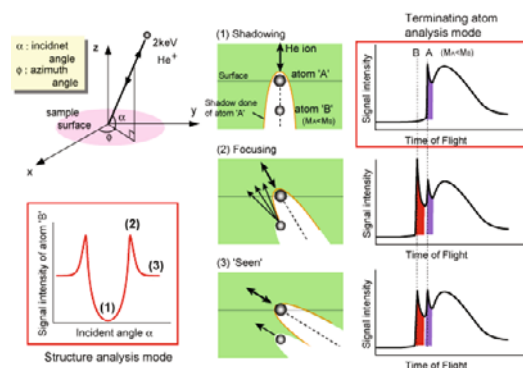 α : incidnet
angle
φ : azimuth
angle
z
2keV
He+
α
φ
y
x
sample
surface
Signal intensity of atom 'B'
(2)
(3)
(1)
Incident angle α
Structure analysis mode
(1) Shadowing
He ion
Surface
atom 'A'
Shadow done
of atom 'A'
atom 'B'
(MA<MB)
(2) Focusing
(3) 'Seen'
Terminating atom
analysis mode
B A (MA<MB)
Signal intensity
Time of Flight
Signal intensity
Time of Flight
Signal intensity
Time of Flight